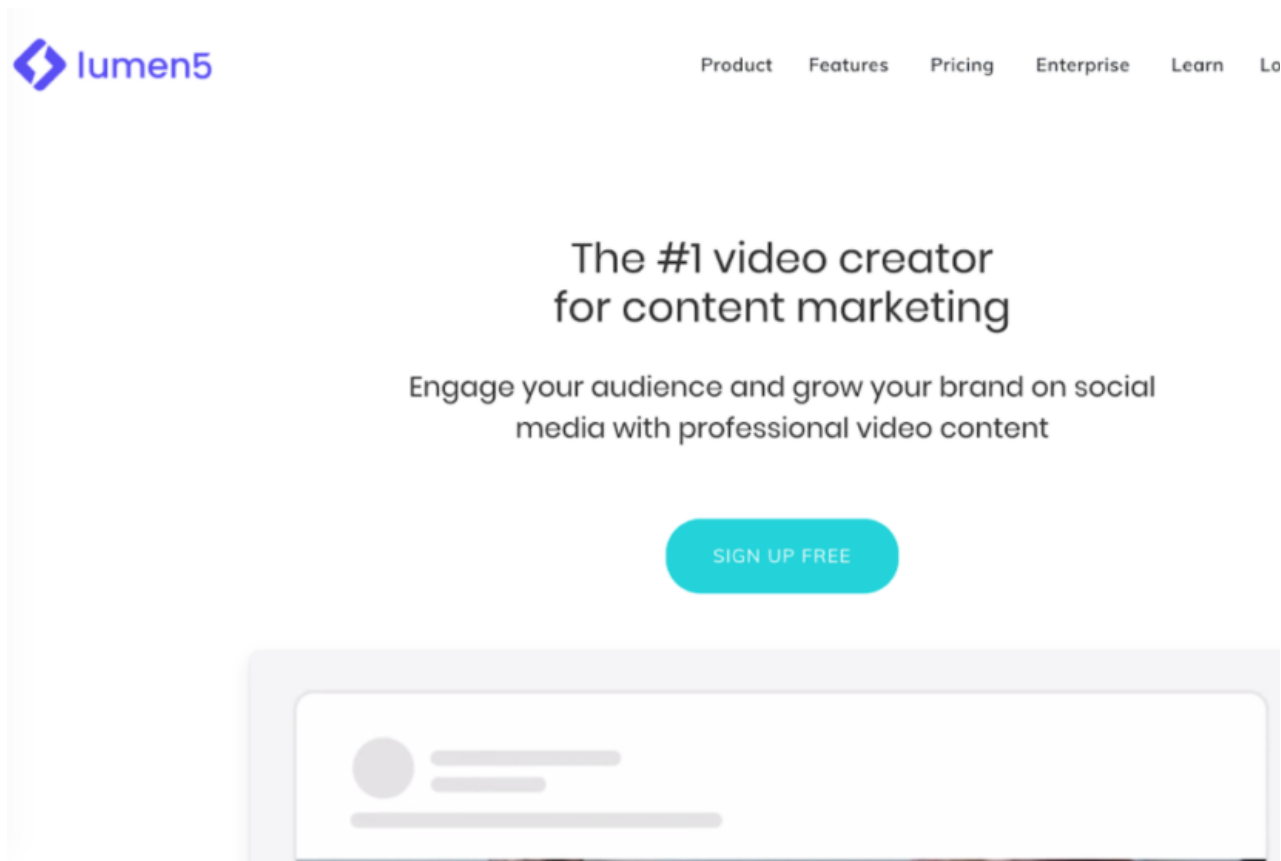 lumen5
Product Features Pricing Enterprise Learn
The #1 video creator
for content marketing
Engage your audience and grow your brand on social
media with professional video content
SIGN UP FREE